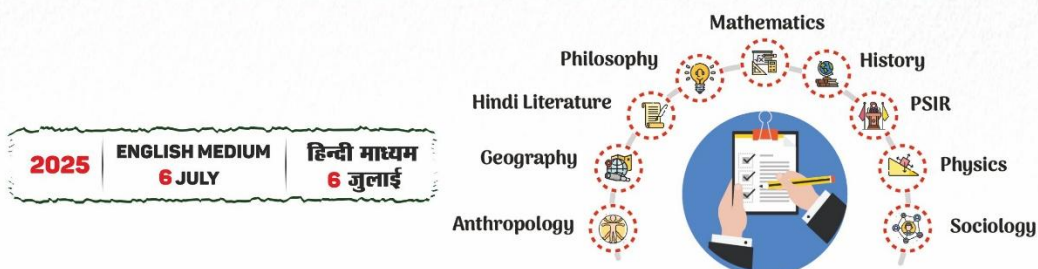 2025
ENGLISH MEDIUM
6 JULY
हिन्दी माध्यम
6 जुलाई
Mathematics
Philosophy
History
Hindi Literature
PSIR
Geography
Physics
Anthropology
Sociology